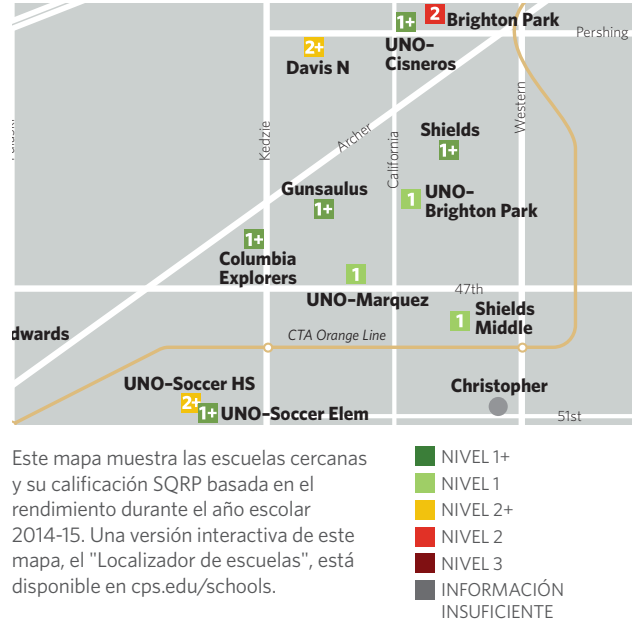 2
Brighton Park
1+
UNO–
Cisneros
Pershing
2+
Davis N
Western
Archer
California
Kedzie
Shields
1+
Gunsaulus
1+
1
UNO–
Brighton Park
1+
Columbia
Explorers
1
UNO–Marquez
47th
Shields
Middle
1
dwards
CTA Orange Line
UNO–Soccer HS
2+
1+
UNO–Soccer Elem
Christopher
51st
Este mapa muestra las escuelas cercanas
y su calificación SQRP basada en el
rendimiento durante el año escolar
2014-15. Una versión interactiva de este
mapa, el "Localizador de escuelas", está
disponible en cps.edu/schools.
NIVEL 1+
NIVEL 1
NIVEL 2+
NIVEL 2
NIVEL 3
INFORMACIÓN
INSUFICIENTE